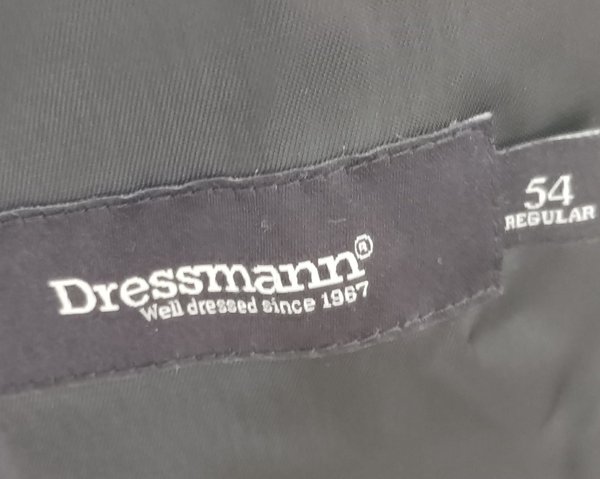 Dressmann®
Well dressed since 1967
54
REGULAR